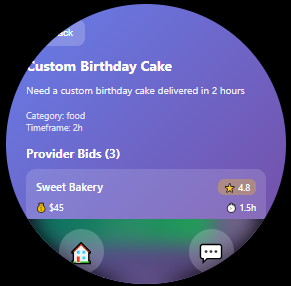 Custom Birthday Cake
Need a custom birthday cake delivered in 2 hours
Category: food
Timeframe: 2h
Provider Bids (3)
Sweet Bakery
4.8
$45
1.5h